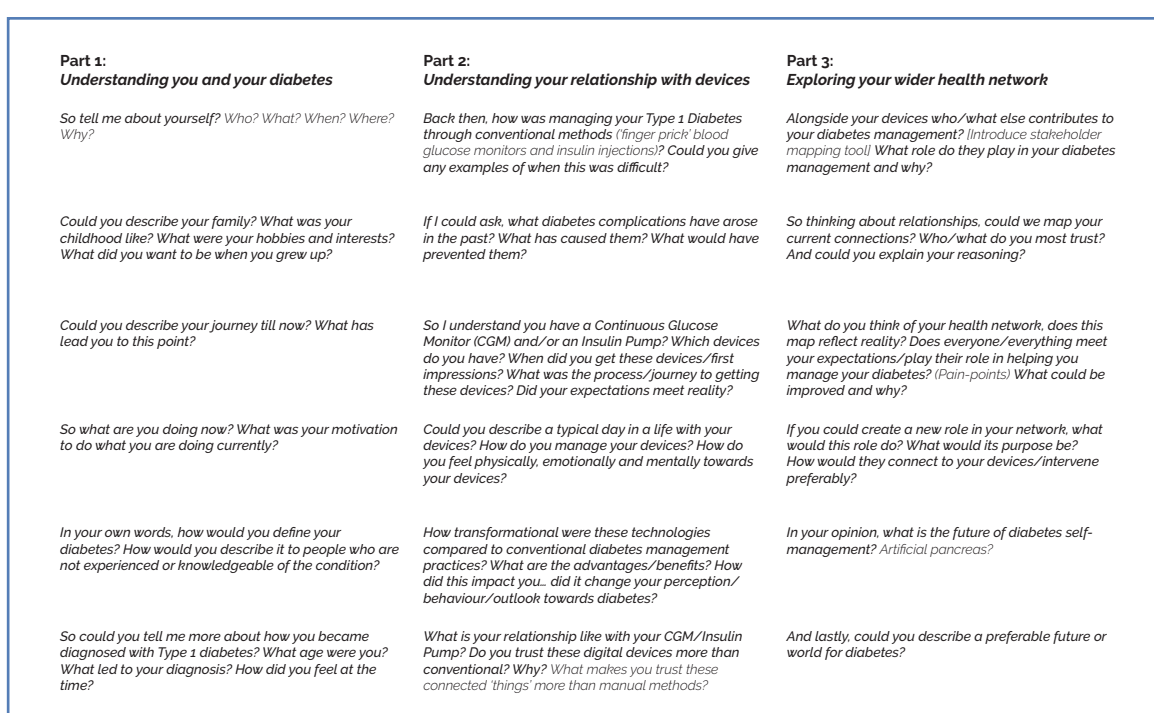 Part 1:
Understanding you and your diabetes
So tell me about yourself? Who? What? When? Where?
Why?
Could you describe your family? What was your
childhood like? What were your hobbies and interests?
What did you want to be when you grew up?
Could you describe your journey till now? What has
lead you to this point?
So what are you doing now? What was your motivation
to do what you are doing currently?
In your own words, how would you define your
diabetes? How would you describe it to people who are
not experienced or knowledgeable of the condition?
So could you tell me more about how you became
diagnosed with Type 1 diabetes? What age were you?
What led to your diagnosis? How did you feel at the
time?
Part 2:
Understanding your relationship with devices
Back then, how was managing your Type 1 Diabetes
through conventional methods ('finger prick' blood
glucose monitors and insulin injections)? Could you give
any examples of when this was difficult?
If I could ask, what diabetes complications have arose
in the past? What has caused them? What would have
prevented them?
So I understand you have a Continuous Glucose
Monitor (CGM) and/or an Insulin Pump? Which devices
do you have? When did you get these devices/first
impressions? What was the process/journey to getting
these devices? Did your expectations meet reality?
Could you describe a typical day in a life with your
devices? How do you manage your devices? How do
you feel physically, emotionally and mentally towards
your devices?
How transformational were these technologies
compared to conventional diabetes management
practices? What are the advantages/benefits? How
did this impact you... did it change your perception/
behaviour/outlook towards diabetes?
What is your relationship like with your CGM/Insulin
Pump? Do you trust these digital devices more than
conventional? Why? What makes you trust these
connected 'things' more than manual methods?
Part 3:
Exploring your wider health network
Alongside your devices who/what else contributes to
your diabetes management? [Introduce stakeholder
mapping tool] What role do they play in your diabetes
management and why?
So thinking about relationships, could we map your
current connections? Who/what do you most trust?
And could you explain your reasoning?
What do you think of your health network, does this
map reflect reality? Does everyone/everything meet
your expectations/play their role in helping you
manage your diabetes? (Pain-points) What could be
improved and why?
If you could create a new role in your network, what
would this role do? What would its purpose be?
How would they connect to your devices/intervene
preferably?
In your opinion, what is the future of diabetes self-
management? Artificial pancreas?
And lastly, could you describe a preferable future or
world for diabetes?